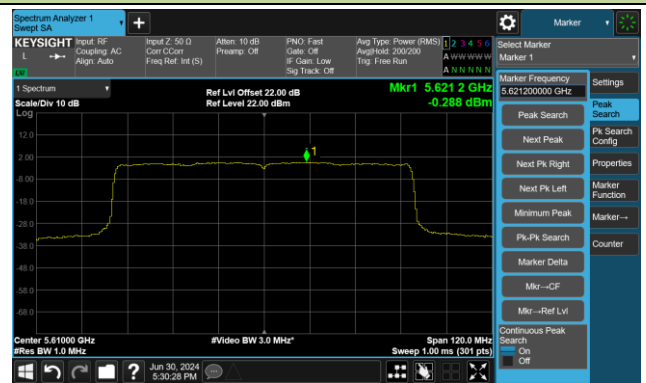 Spectrum Analyzer 1
Swept SA
Marker
KEYSIGHT
L
LV
Input: RF
Coupling: AC
Align: Auto
Input Z: 50 Ω
Corr CCorr
Freq Ref: Int (S)
Atten: 10 dB
Preamp: Off
PNO: Fast
Gate: Off
IF Gain: Low
Sig Track: Off
Avg Type: Power (RMS)
Avg|Hold: 200/200
Trig: Free Run
1 2 3 4 5 6
A W W W W W
A N N N N N
1 Spectrum
Scale/Div 10 dB
Log
Ref Lvl Offset 22.00 dB
Ref Level 22.00 dBm
Mkr1 5.621 2 GHz
-0.288 dBm
12.0
2.00
-8.00
-18.0
-28.0
-38.0
-48.0
-58.0
-68.0
1
Center 5.61000 GHz
#Res BW 1.0 MHz
#Video BW 3.0 MHz*
Span 120.0 MHz
Sweep 1.00 ms (301 pts)
Jun 30, 2024
5:30:28 PM
Select Marker
Marker 1
Marker Frequency
5.621200000 GHz
Peak Search
Next Peak
Next Pk Right
Next Pk Left
Minimum Peak
Pk-Pk Search
Marker Delta
Mkr→CF
Mkr→Ref Lvl
Continuous Peak
Search
On
Off
Settings
Peak
Search
Pk Search
Config
Properties
Marker
Function
Marker→
Counter